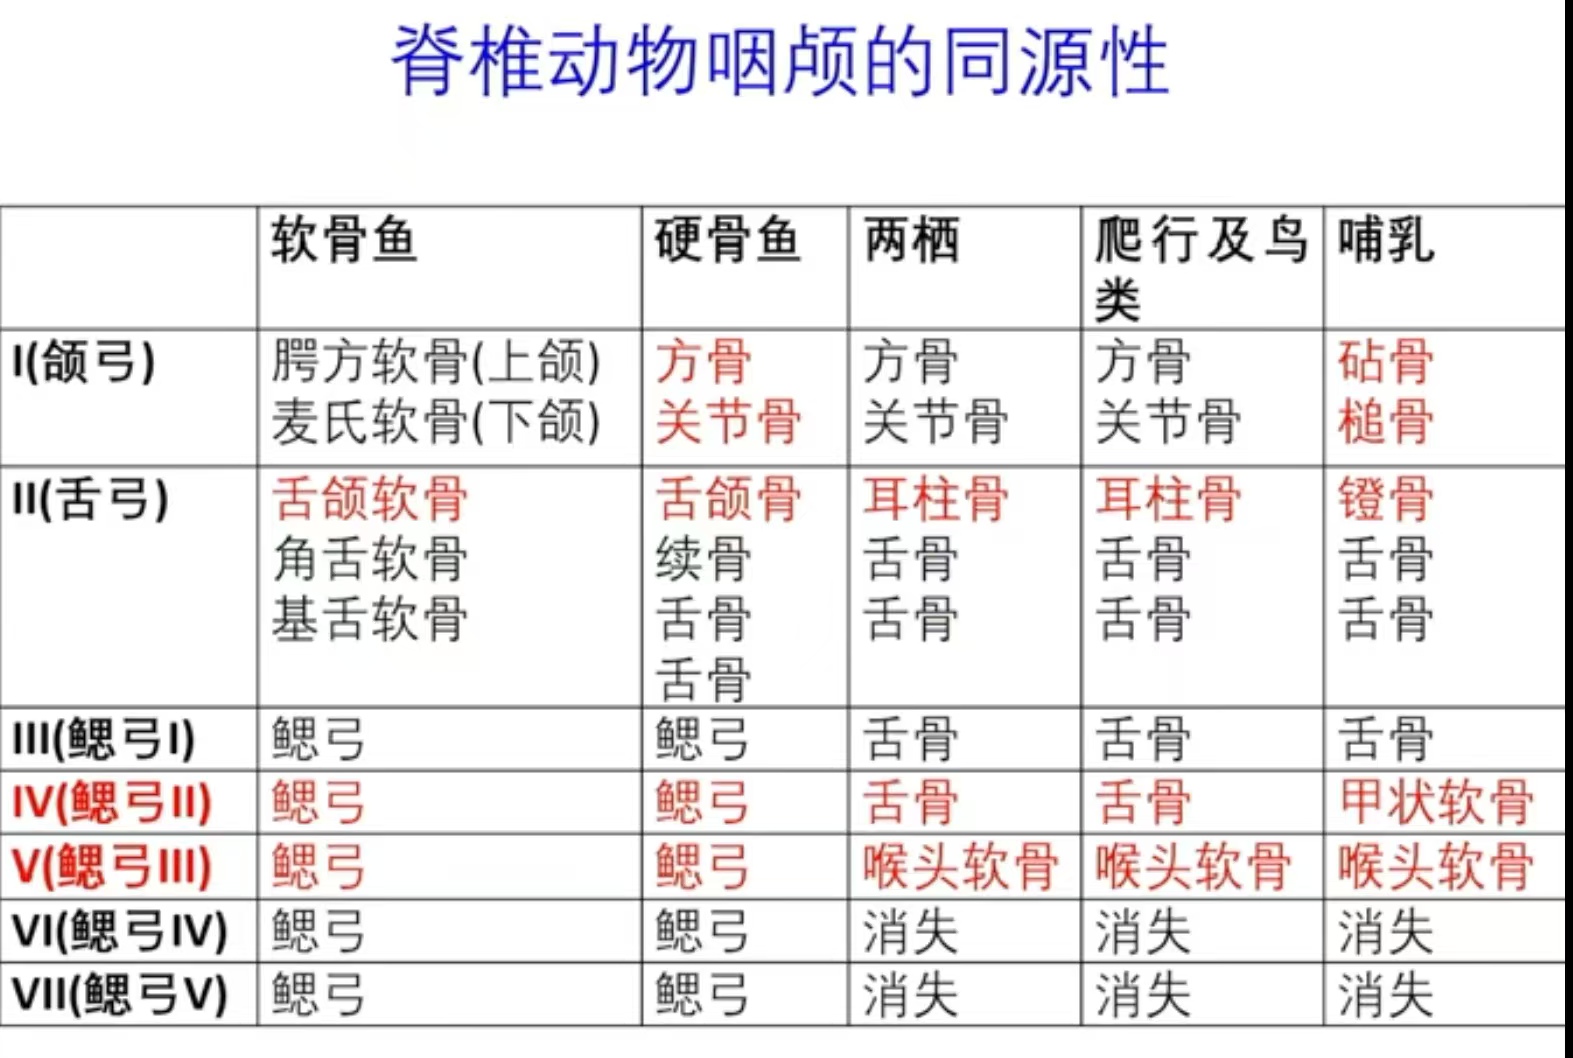 脊椎动物咽颅的同源性
软骨鱼 硬骨鱼 两栖 爬行及鸟类 哺乳
I(颌弓) 腭方软骨(上颌) 方骨 方骨 方骨 砧骨
麦氏软骨(下颌) 关节骨 关节骨 关节骨 槌骨
II(舌弓) 舌颌软骨 舌颌骨 耳柱骨 耳柱骨 镫骨
角舌软骨 续骨 舌骨 舌骨 舌骨
基舌软骨 舌骨 舌骨 舌骨 舌骨
舌骨
III(鳃弓I) 鳃弓 鳃弓 舌骨 舌骨 舌骨
IV(鳃弓II) 鳃弓 鳃弓 舌骨 舌骨 甲状软骨
V(鳃弓III) 鳃弓 鳃弓 喉头软骨 喉头软骨 喉头软骨
VI(鳃弓IV) 鳃弓 鳃弓 消失 消失 消失
VII(鳃弓V) 鳃弓 鳃弓 消失 消失 消失